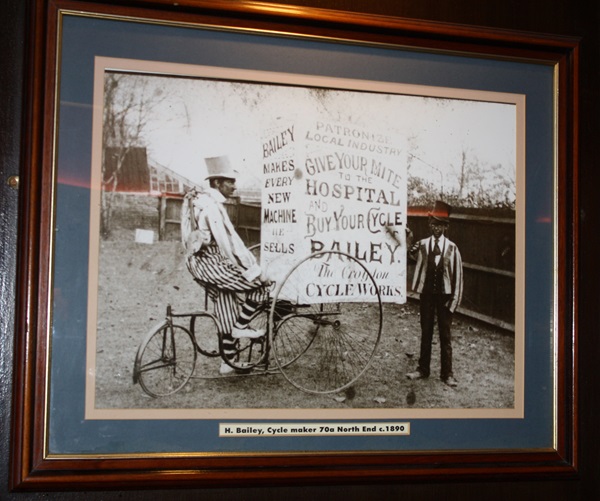 BAILEY
MAKES
EVERY
NEW
MACHINE
HE
SELLS
PATRONISE
LOCAL INDUSTRY
GIVE YOUR MITE
TO THE
HOSPITAL
AND
BUY YOUR CYCLE
BAILEY.
The Croydon
CYCLE WORKS
H. Bailey, Cycle maker 70a North End c.1890